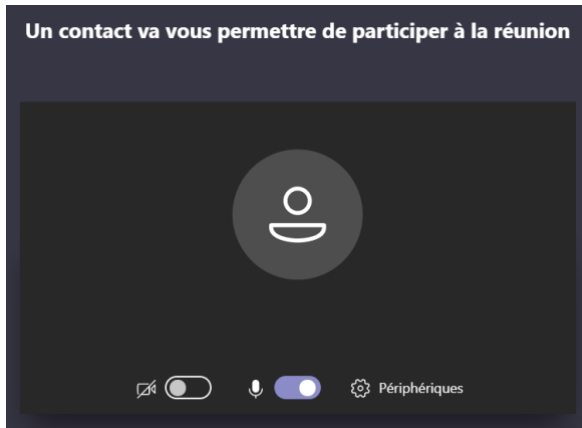 Un contact va vous permettre de participer à la réunion
Périphériques